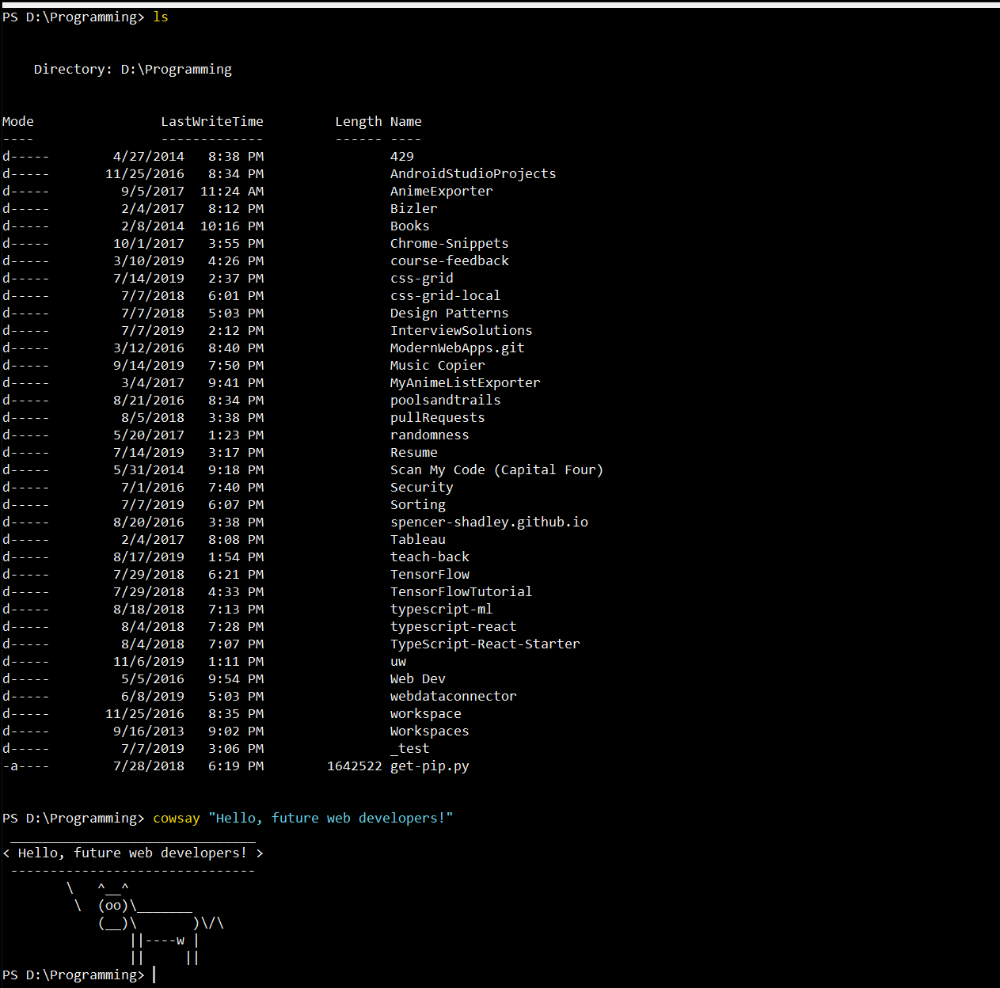 PS D:\Programming> ls
    Directory: D:\Programming
Mode                LastWriteTime         Length Name
----                -------------         ------ ----
d-----        4/27/2014   8:38 PM                429
d-----       11/25/2016   8:34 PM                AndroidStudioProjects
d-----         9/5/2017  11:24 AM                AnimeExporter
d-----         2/4/2017   8:12 PM                Bizler
d-----         2/8/2014  10:16 PM                Books
d-----        10/1/2017   3:55 PM                Chrome-Snippets
d-----        3/10/2019   4:26 PM                course-feedback
d-----        7/14/2019   2:37 PM                css-grid
d-----         7/7/2018   6:01 PM                css-grid-local
d-----         7/7/2018   5:03 PM                Design Patterns
d-----         7/7/2019   2:12 PM                InterviewSolutions
d-----        3/12/2016   8:40 PM                ModernWebApps.git
d-----        9/14/2019   7:50 PM                Music Copier
d-----         3/4/2017   9:41 PM                MyAnimeListExporter
d-----        8/21/2016   8:34 PM                poolsandtrails
d-----         8/5/2018   3:38 PM                pullRequests
d-----        5/20/2017   1:23 PM                randomness
d-----        7/14/2019   3:17 PM                Resume
d-----        5/31/2014   9:18 PM                Scan My Code (Capital Four)
d-----         7/1/2016   7:40 PM                Security
d-----         7/7/2019   6:07 PM                Sorting
d-----        8/20/2016   3:38 PM                spencer-shadley.github.io
d-----         2/4/2017   8:08 PM                Tableau
d-----        8/17/2019   1:54 PM                teach-back
d-----        7/29/2018   6:21 PM                TensorFlow
d-----        7/29/2018   4:33 PM                TensorFlowTutorial
d-----        8/18/2018   7:13 PM                typescript-ml
d-----         8/4/2018   7:28 PM                typescript-react
d-----         8/4/2018   7:07 PM                TypeScript-React-Starter
d-----        11/6/2019   1:11 PM                uw
d-----         5/5/2016   9:54 PM                Web Dev
d-----         6/8/2019   5:03 PM                webdataconnector
d-----       11/25/2016   8:35 PM                workspace
d-----        9/16/2013   9:02 PM                Workspaces
d-----         7/7/2019   3:06 PM                _test
-a----        7/28/2018   6:19 PM        1642522 get-pip.py
PS D:\Programming> cowsay "Hello, future web developers!"
 _______________________________
< Hello, future web developers! >
 -------------------------------
        \   ^__^
         \  (oo)\_______
            (__)\       )\/\
                ||----w |
                ||     ||
PS D:\Programming>